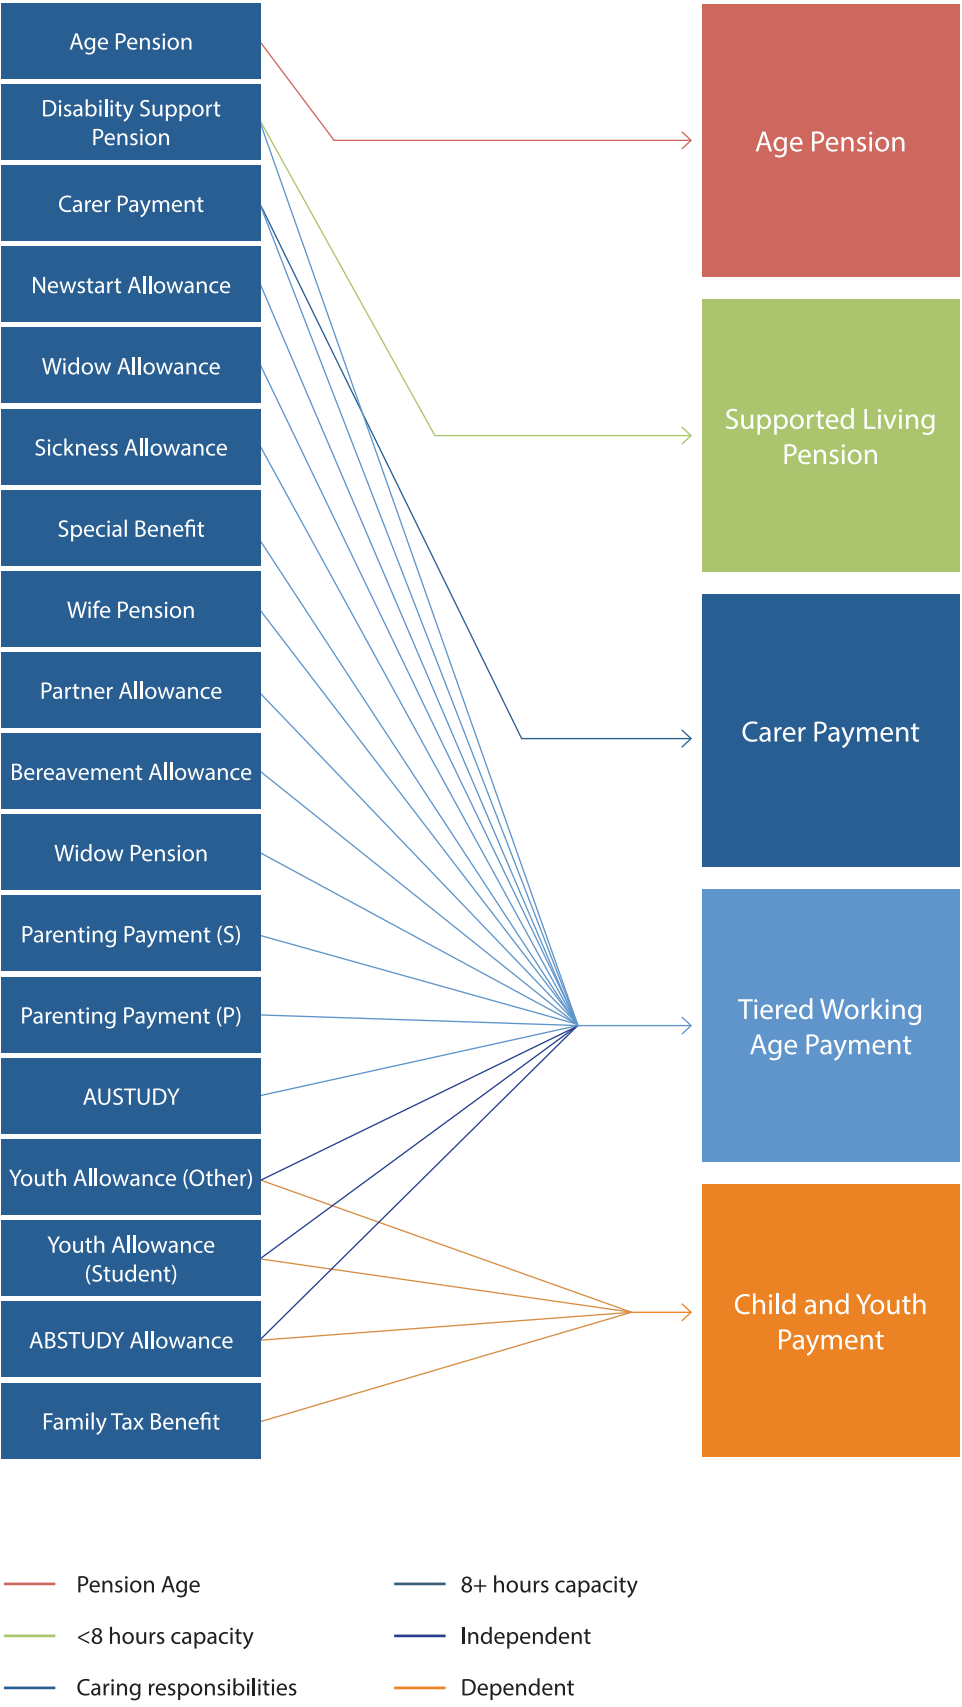 Age Pension
Disability Support
Pension
Carer Payment
Newstart Allowance
Widow Allowance
Sickness Allowance
Special Benefit
Wife Pension
Partner Allowance
Bereavement Allowance
Widow Pension
Parenting Payment (S)
Parenting Payment (P)
AUSTUDY
Youth Allowance (Other)
Youth Allowance
(Student)
ABSTUDY Allowance
Family Tax Benefit
Age Pension
Supported Living
Pension
Carer Payment
Tiered Working
Age Payment
Child and Youth
Payment
Pension Age
<8 hours capacity
Caring responsibilities
8+ hours capacity
Independent
Dependent